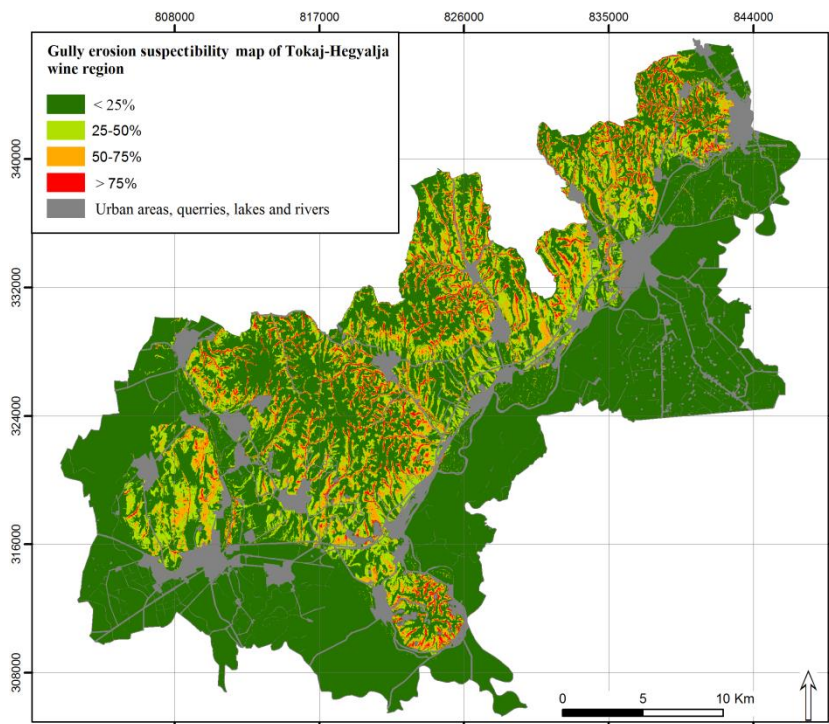 808000 817000 826000 835000 844000
Gully erosion suspectibility map of Tokaj-Hegyalja
wine region
< 25%
25-50%
50-75%
> 75%
Urban areas, querries, lakes and rivers
340000
332000
324000
316000
308000
0 5 10 Km